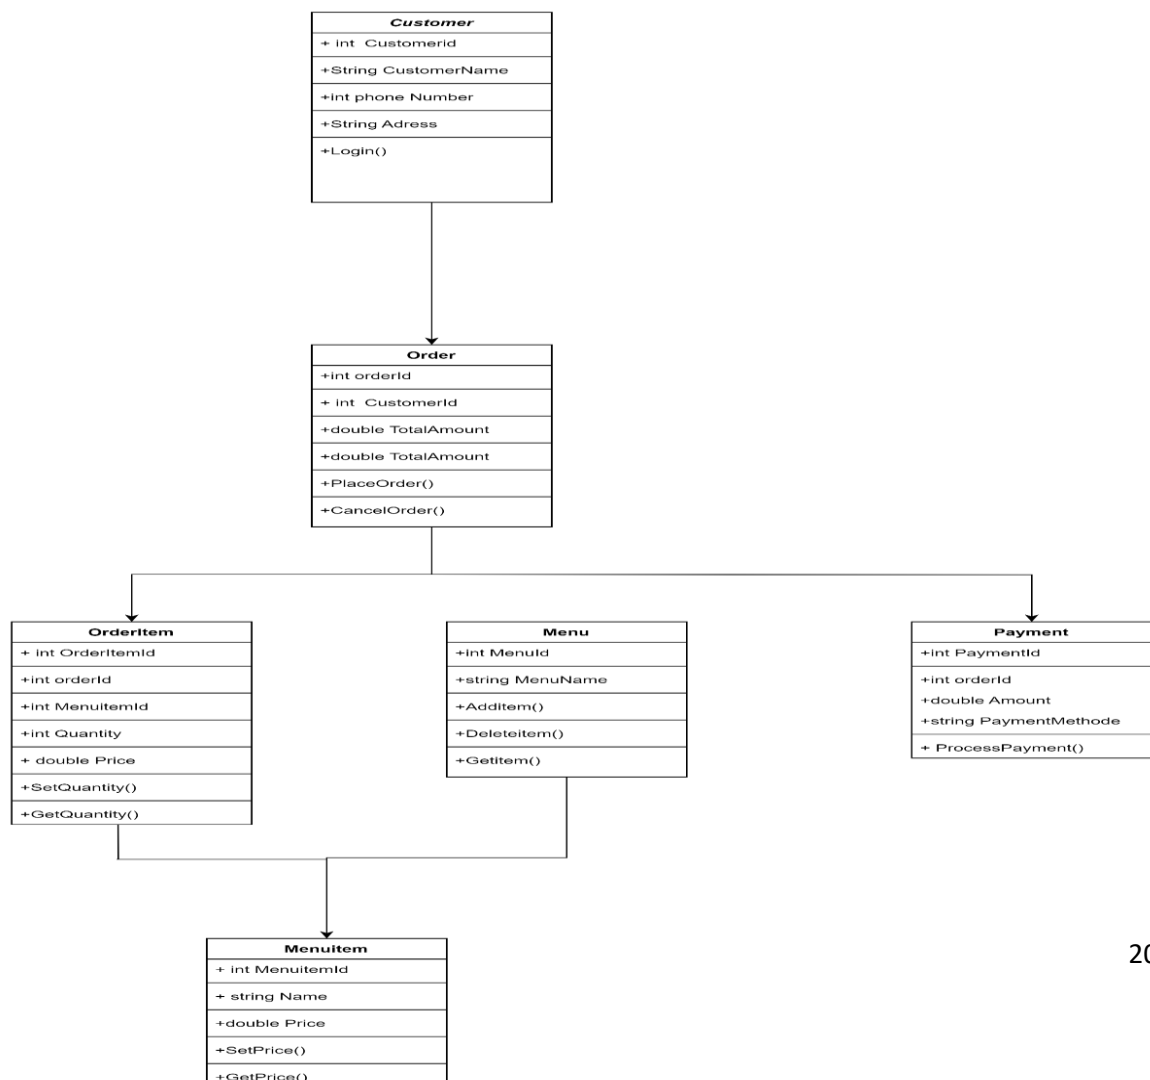 Customer
+ int  Customerid
+String CustomerName
+int phone Number
+String Adress
+Login()
Order
+int orderId
+ int  CustomerId
+double TotalAmount
+double TotalAmount
+PlaceOrder()
+CancelOrder()
OrderItem
+ int OrderItemId
+int orderId
+int MenuitemId
+int Quantity
+ double Price
+SetQuantity()
+GetQuantity()
Menu
+int MenuId
+string MenuName
+Additem()
+Deleteitem()
+Getitem()
Payment
+int PaymentId
+int orderId
+double Amount
+string PaymentMethode
+ ProcessPayment()
Menuitem
+ int MenuitemId
+ string Name
+double Price
+SetPrice()
+GetPrice()
20